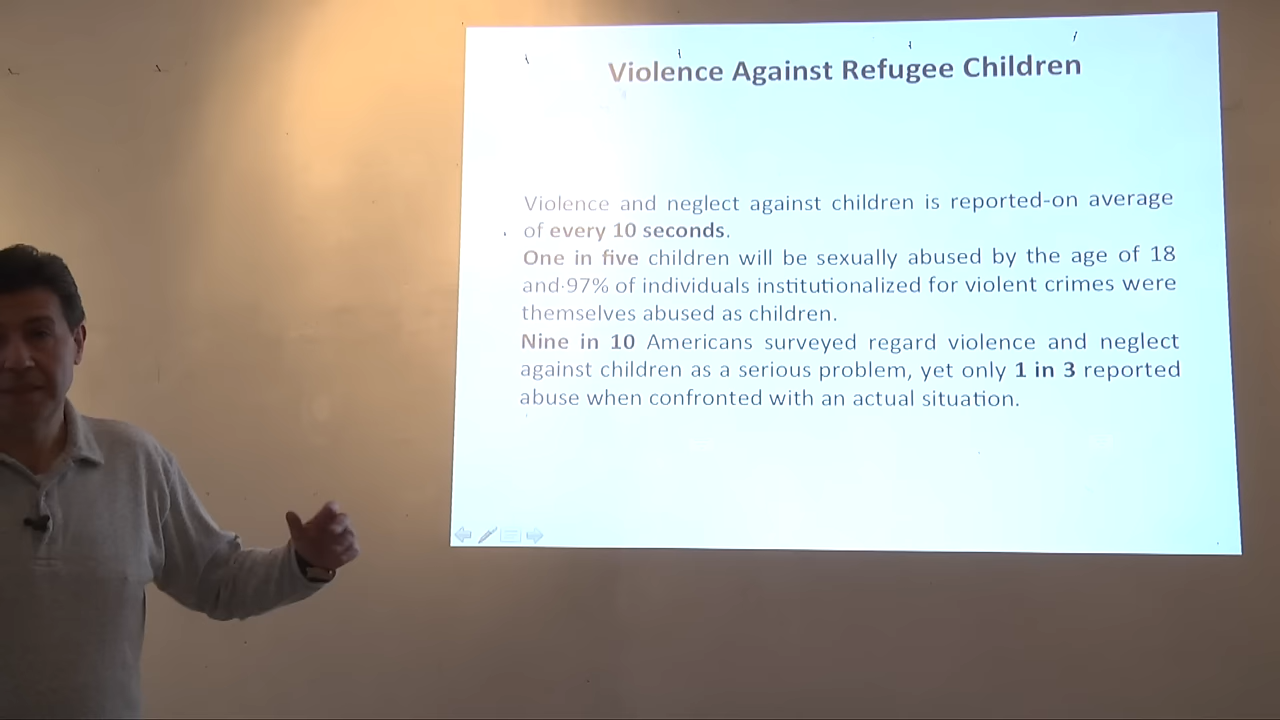 Violence Against Refugee Children
Violence and neglect against children is reported-on average
of every 10 seconds.
One in five children will be sexually abused by the age of 18
and·97% of individuals institutionalized for violent crimes were
themselves abused as children.
Nine in 10 Americans surveyed regard violence and neglect
against children as a serious problem, yet only 1 in 3 reported
abuse when confronted with an actual situation.